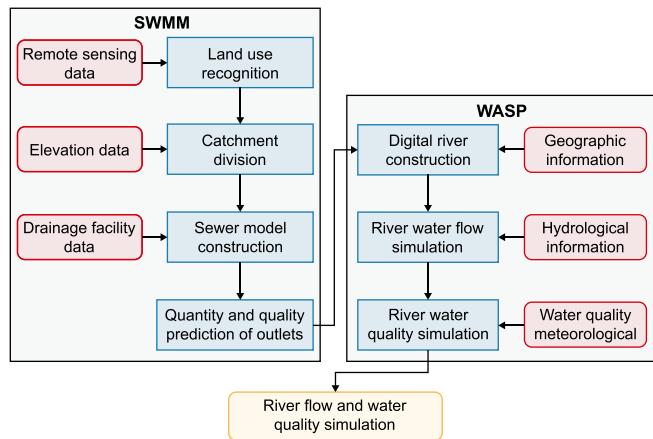 SWMM
Remote sensing
data
Land use
recognition
Elevation data
Catchment
division
Drainage facility
data
Sewer model
construction
Quantity and quality
prediction of outlets
WASP
Digital river
construction
Geographic
information
River water flow
simulation
Hydrological
information
River water
quality simulation
Water quality
meteorological
River flow and water
quality simulation